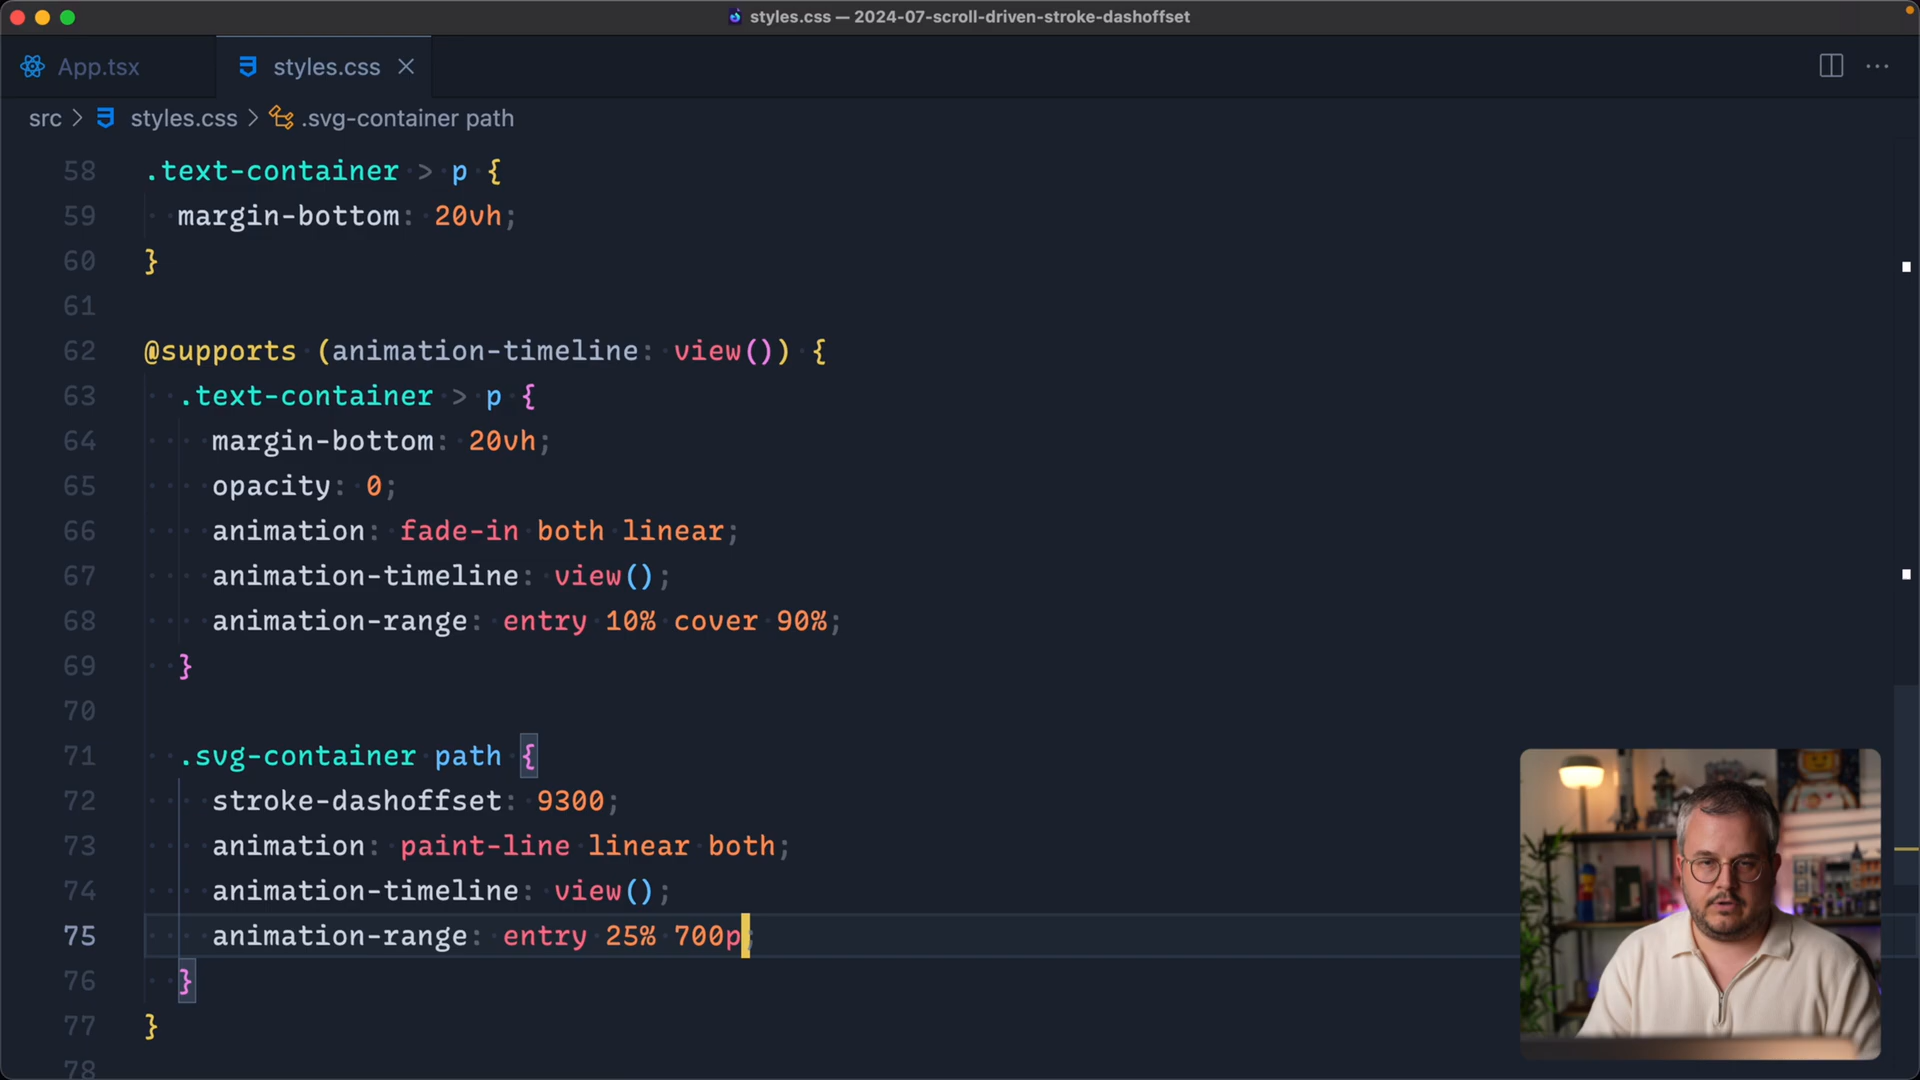 styles.css — 2024-07-scroll-driven-stroke-dashoffset
App.tsx styles.css
src > styles.css > .svg-container path
58 .text-container > p {
59 margin-bottom: 20vh;
60 }
61
62 @supports (animation-timeline: view()) {
63 .text-container > p {
64 margin-bottom: 20vh;
65 opacity: 0;
66 animation: fade-in both linear;
67 animation-timeline: view();
68 animation-range: entry 10% cover 90%;
69 }
70
71 .svg-container path {
72 stroke-dashoffset: 9300;
73 animation: paint-line linear both;
74 animation-timeline: view();
75 animation-range: entry 25% 700p;
76 }
77 }
78